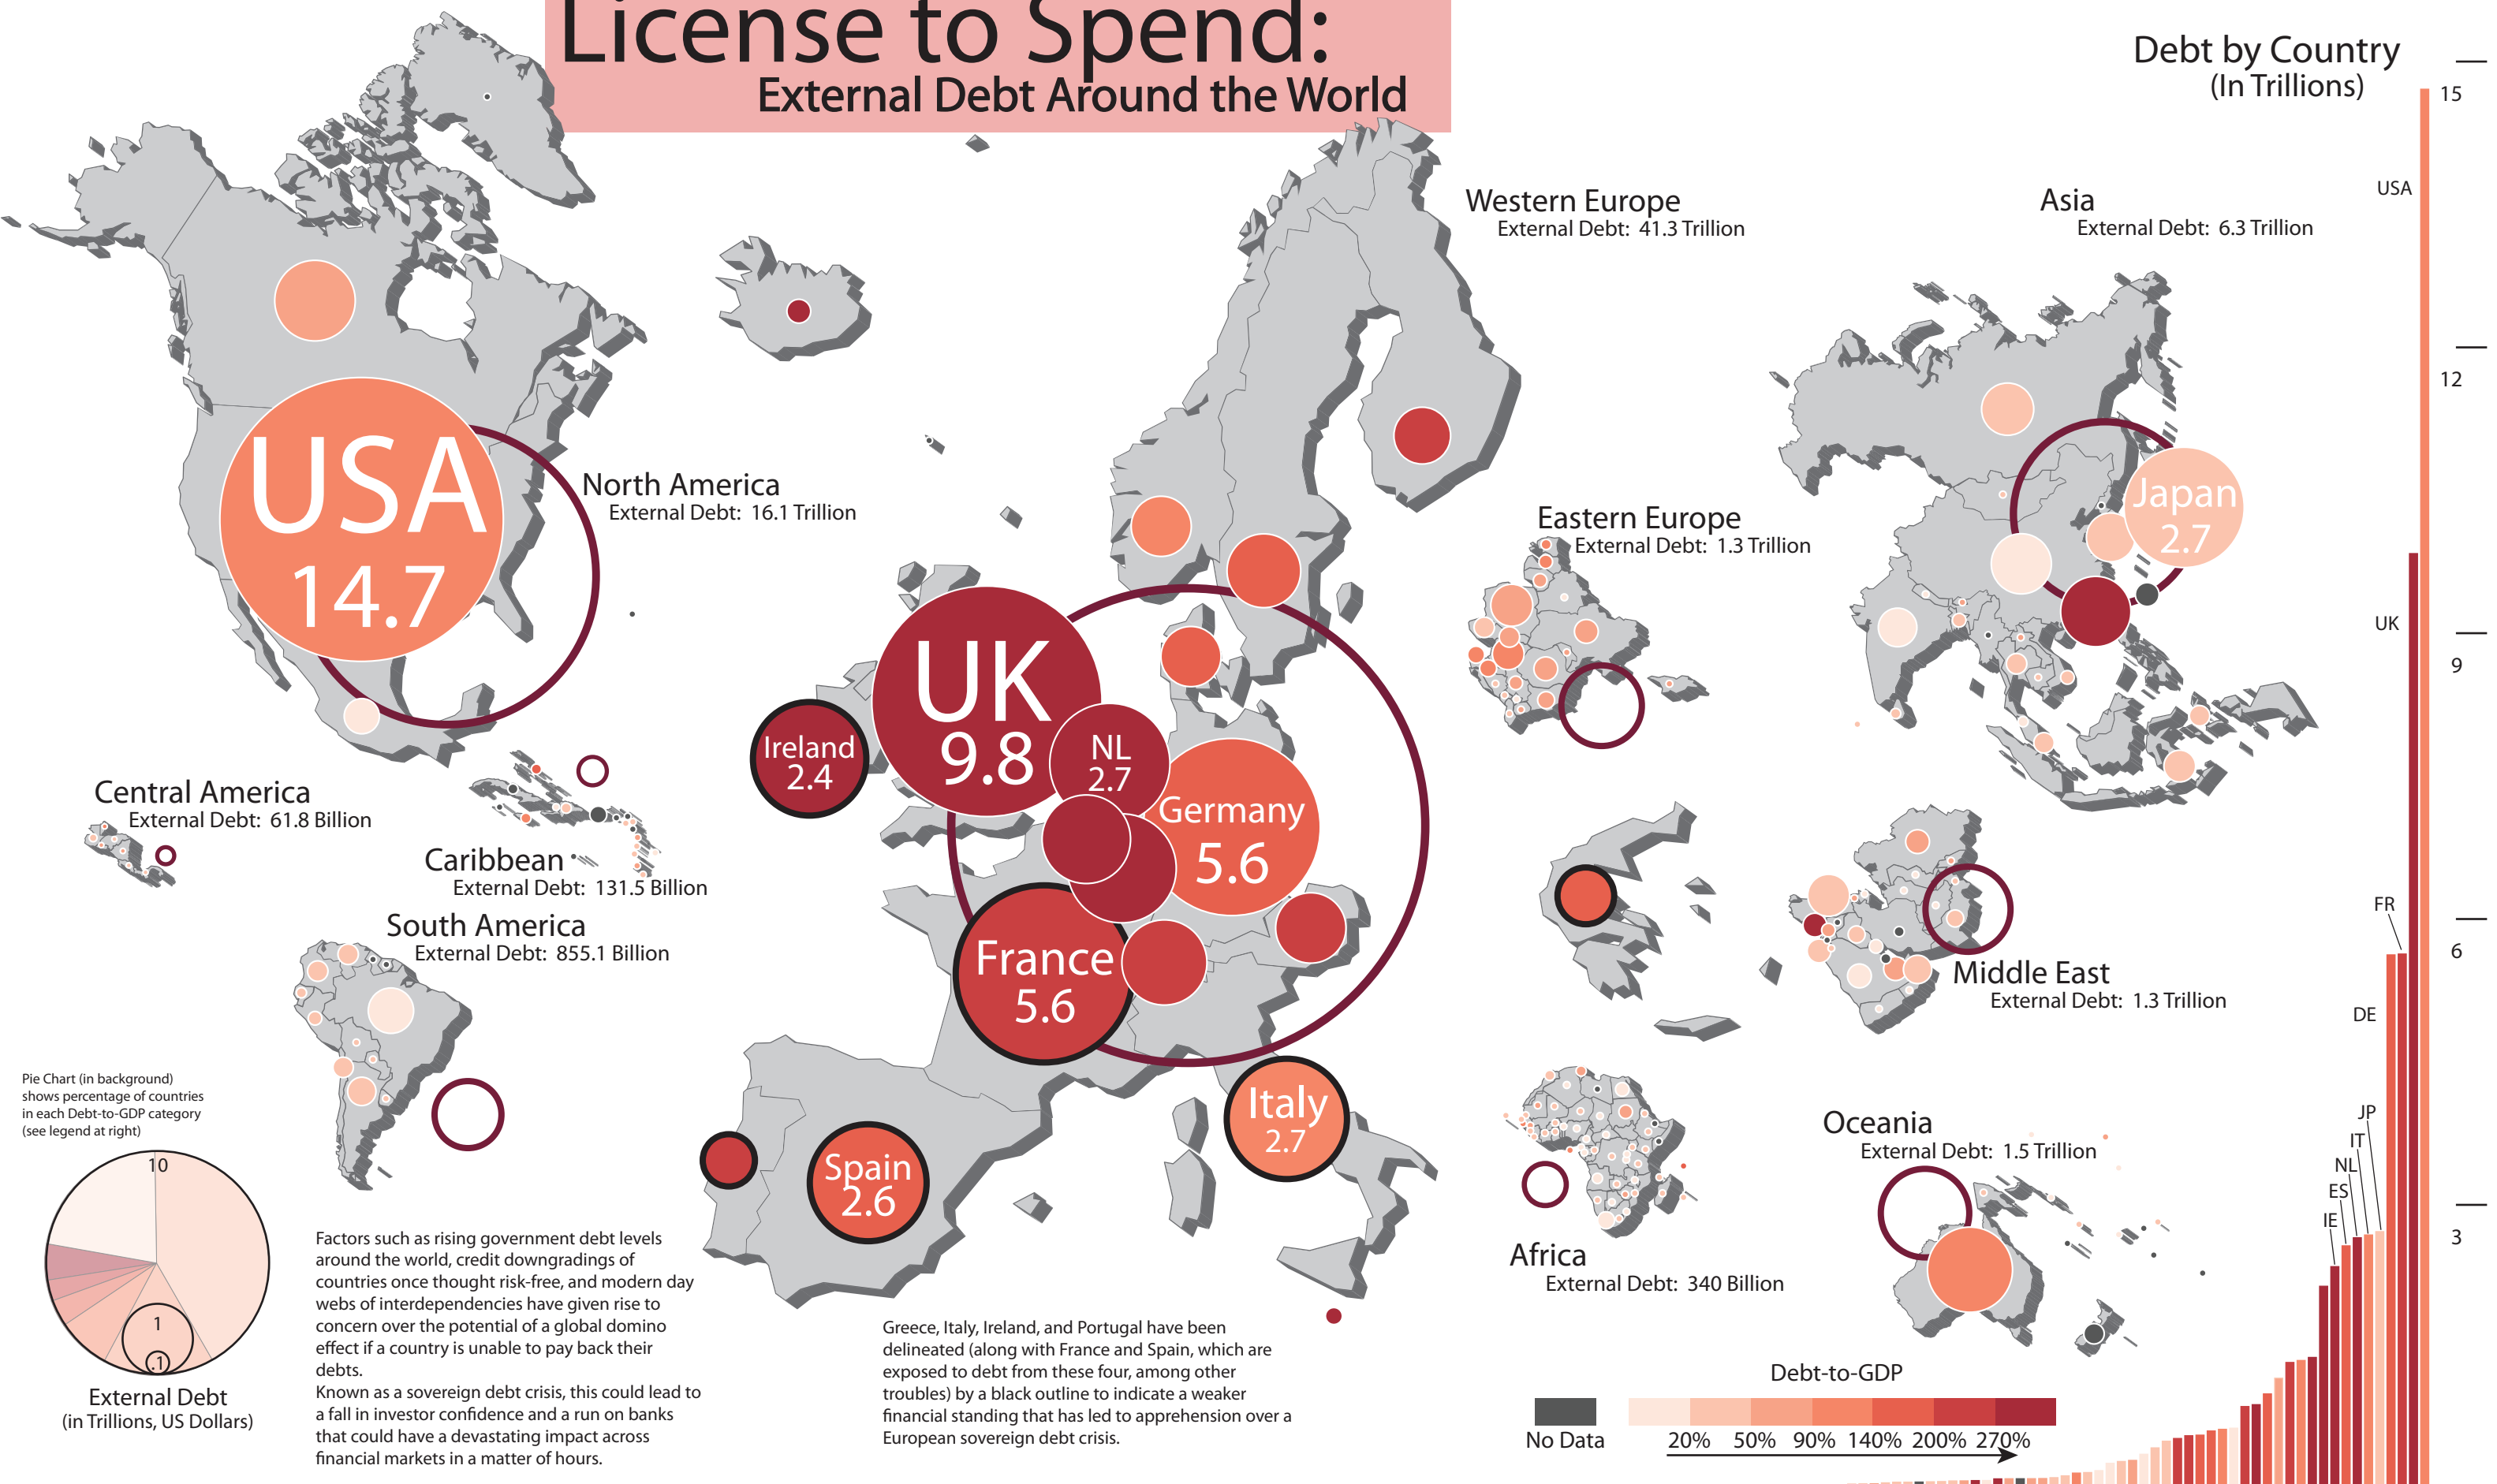 License to Spend:
External Debt Around the World
Debt by Country
(In Trillions)
15
12
9
6
3
USA
UK
FR
DE
JP
IT
NL
ES
IE
Western Europe
External Debt: 41.3 Trillion
Asia
External Debt: 6.3 Trillion
USA
14.7
North America
External Debt: 16.1 Trillion
Eastern Europe
External Debt: 1.3 Trillion
Japan
2.7
UK
9.8
Ireland
2.4
NL
2.7
Germany
5.6
France
5.6
Italy
2.7
Spain
2.6
Central America
External Debt: 61.8 Billion
Caribbean
External Debt: 131.5 Billion
South America
External Debt: 855.1 Billion
Middle East
External Debt: 1.3 Trillion
Oceania
External Debt: 1.5 Trillion
Africa
External Debt: 340 Billion
Pie Chart (in background)
shows percentage of countries
in each Debt-to-GDP category
(see legend at right)
10
1
.1
External Debt
(in Trillions, US Dollars)
Factors such as rising government debt levels
around the world, credit downgradings of
countries once thought risk-free, and modern day
webs of interdependencies have given rise to
concern over the potential of a global domino
effect if a country is unable to pay back their
debts.
Known as a sovereign debt crisis, this could lead to
a fall in investor confidence and a run on banks
that could have a devastating impact across
financial markets in a matter of hours.
Greece, Italy, Ireland, and Portugal have been
delineated (along with France and Spain, which are
exposed to debt from these four, among other
troubles) by a black outline to indicate a weaker
financial standing that has led to apprehension over a
European sovereign debt crisis.
Debt-to-GDP
No Data
20% 50% 90% 140% 200% 270%